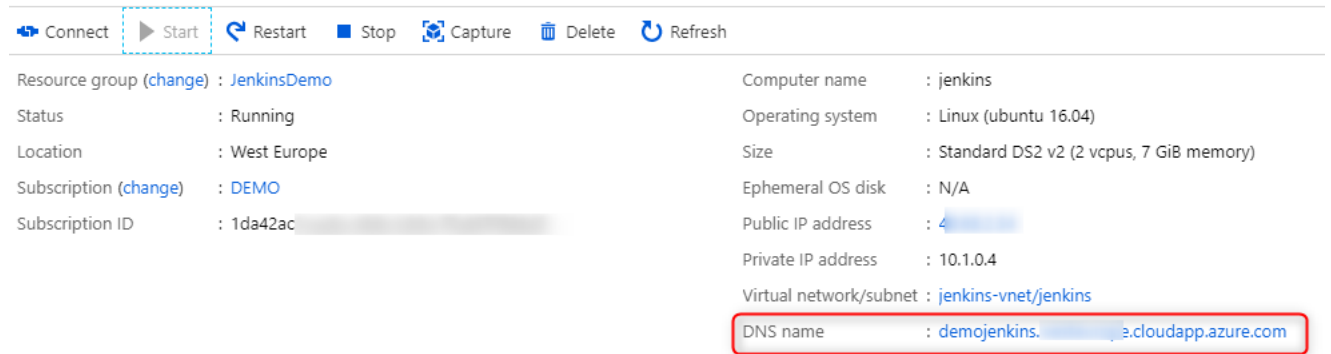 Connect Start Restart Stop Capture Delete Refresh
Resource group (change) : JenkinsDemo
Status : Running
Location : West Europe
Subscription (change) : DEMO
Subscription ID : 1da42ac
Computer name : jenkins
Operating system : Linux (ubuntu 16.04)
Size : Standard DS2 v2 (2 vcpus, 7 GiB memory)
Ephemeral OS disk : N/A
Public IP address : 4
Private IP address : 10.1.0.4
Virtual network/subnet : jenkins-vnet/jenkins
DNS name : demojenkins. e.cloudapp.azure.com